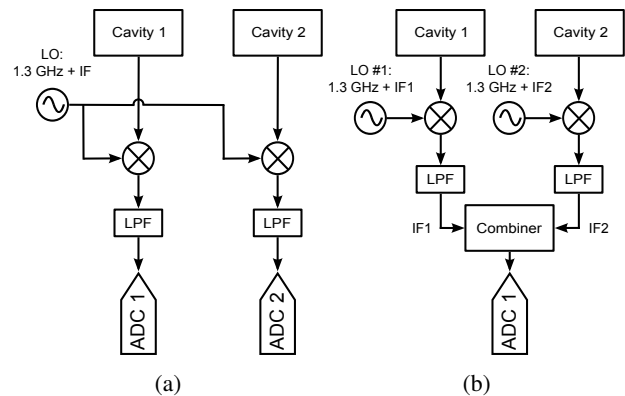 Cavity 1
Cavity 2
LO:
1.3 GHz + IF
LPF
LPF
ADC 1
ADC 2
(a)
Cavity 1
Cavity 2
LO #1:
1.3 GHz + IF1
LO #2:
1.3 GHz + IF2
LPF
LPF
IF1
Combiner
IF2
ADC 1
(b)